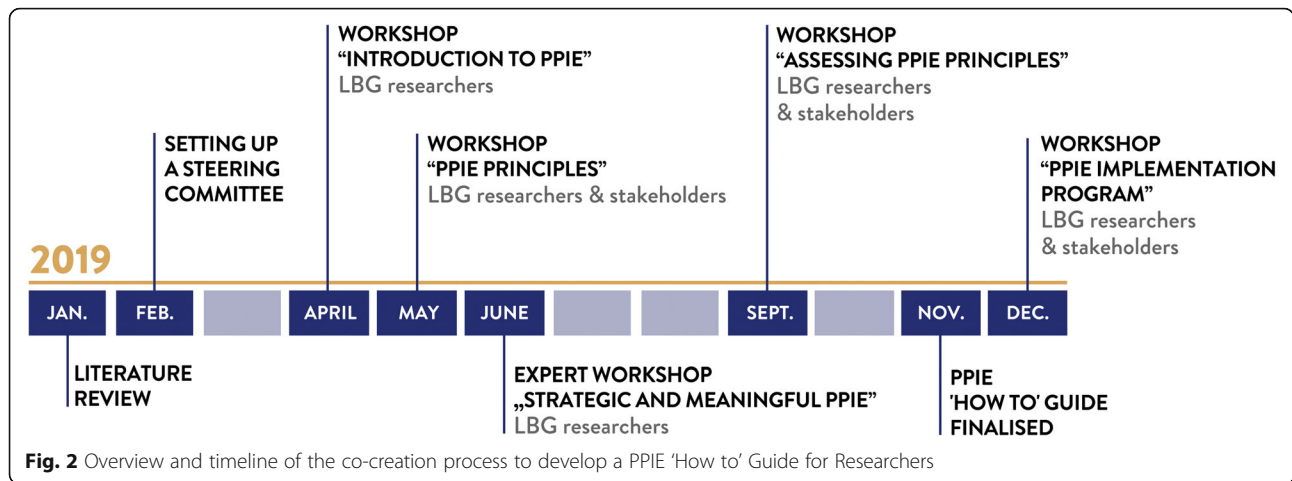 WORKSHOP
“INTRODUCTION TO PPIE”
LBG researchers
WORKSHOP
“ASSESSING PPIE PRINCIPLES”
LBG researchers
& stakeholders
SETTING UP
A STEERING
COMMITTEE
WORKSHOP
“PPIE PRINCIPLES”
LBG researchers & stakeholders
WORKSHOP
“PPIE IMPLEMENTATION
PROGRAM”
LBG researchers
& stakeholders
2019
JAN. FEB. APRIL MAY JUNE SEPT. NOV. DEC.
LITERATURE
REVIEW
EXPERT WORKSHOP
„STRATEGIC AND MEANINGFUL PPIE”
LBG researchers
PPIE
'HOW TO' GUIDE
FINALISED
Fig. 2 Overview and timeline of the co-creation process to develop a PPIE ‘How to’ Guide for Researchers